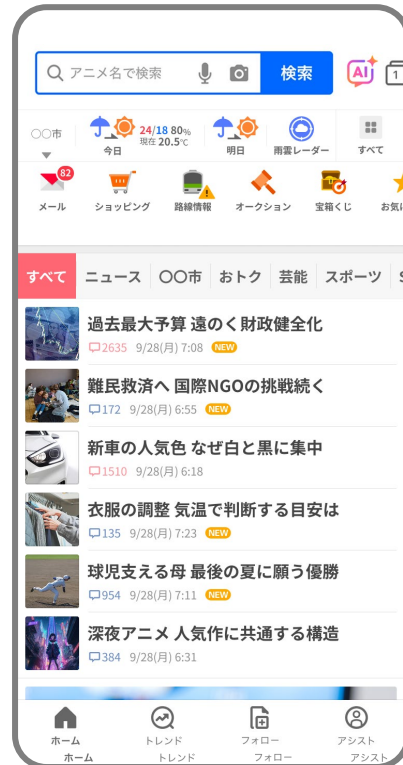 アニメ名で検索
検索
AI
1
〇〇市
24/18 80%
現在 20.5℃
今日
明日
雨雲レーダー
すべて
82
メール
ショッピング
路線情報
オークション
宝箱くじ
お気に
すべて
ニュース
〇〇市
おトク
芸能
スポーツ
過去最大予算 遠のく財政健全化
2635 9/28(月) 7:08 NEW
難民救済へ 国際NGOの挑戦続く
172 9/28(月) 6:55 NEW
新車の人気色 なぜ白と黒に集中
1510 9/28(月) 6:18
衣服の調整 気温で判断する目安は
135 9/28(月) 7:23 NEW
球児支える母 最後の夏に願う優勝
954 9/28(月) 7:11 NEW
深夜アニメ 人気作に共通する構造
384 9/28(月) 6:31
ホーム
トレンド
フォロー
アシスト
ホーム
トレンド
フォロー
アシスト